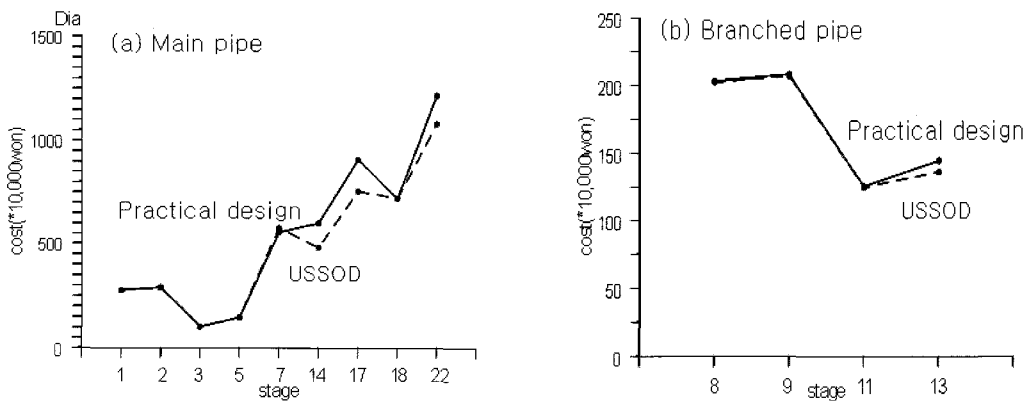 Dia
1500
(a) Main pipe
1000
500
0
cost(*10,000won)
Practical design
USSOD
1 2 3 5 7 14 17 18 22
stage
250
(b) Branched pipe
200
150
100
50
0
cost(*10,000won)
Practical design
USSOD
8 9 11 13
stage